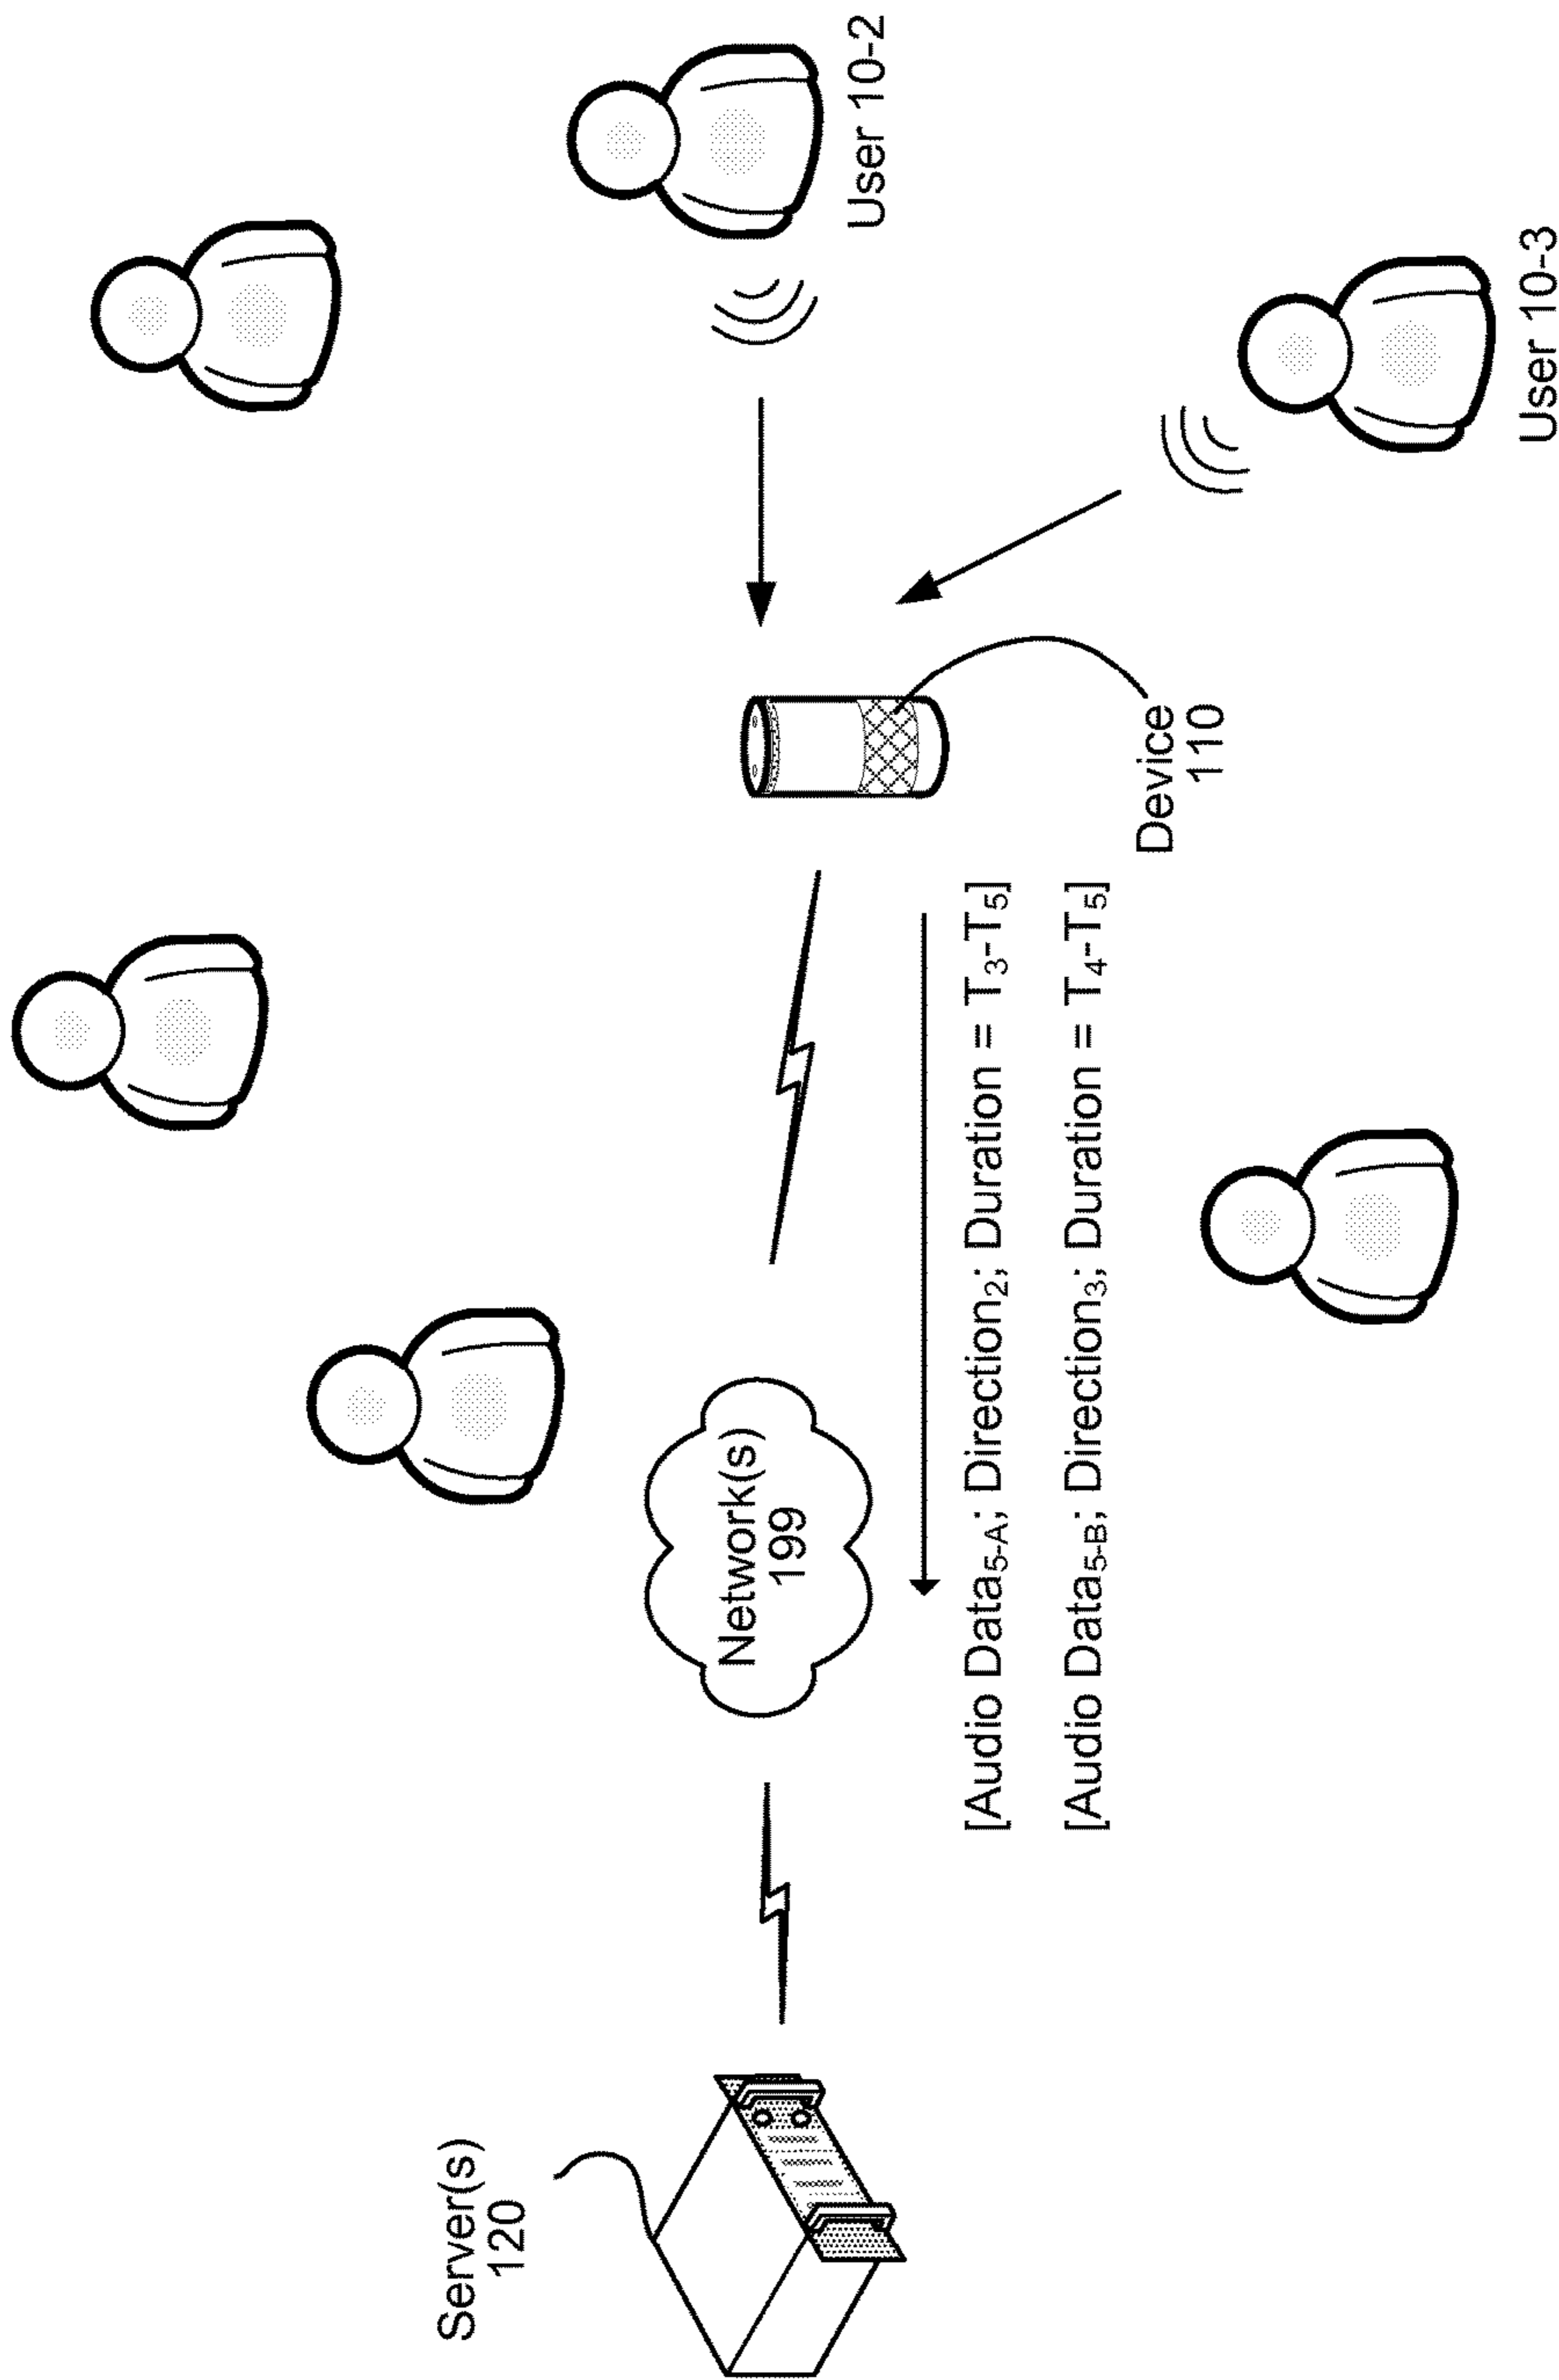 Server(s)
120
Network(s)
199
[Audio Data5-A; Direction2; Duration = T3-T5]
[Audio Data5-B; Direction3; Duration = T4-T5]
Device
110
User 10-2
User 10-3